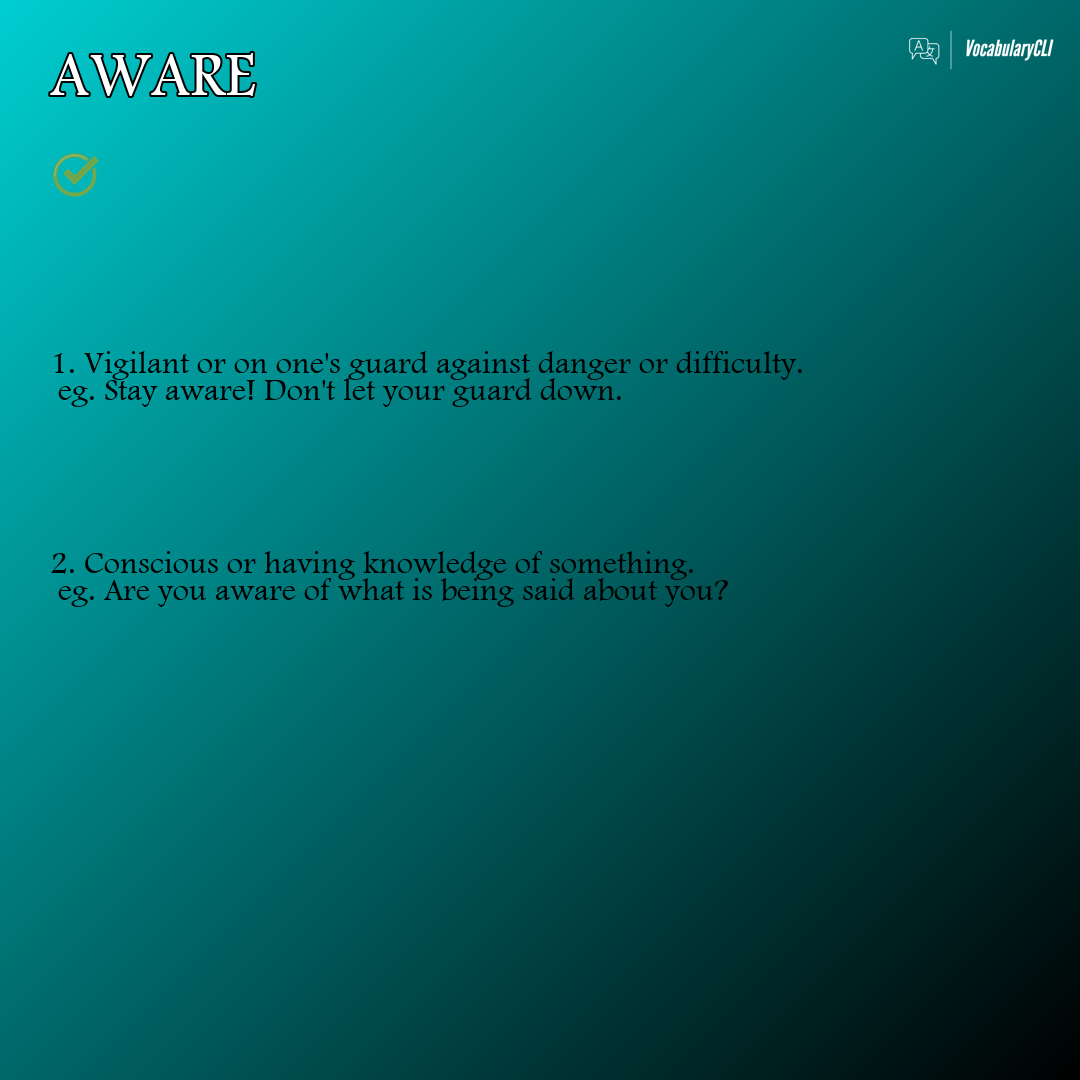 AWARE
VocabularyCLI
1. Vigilant or on one's guard against danger or difficulty.
eg. Stay aware! Don't let your guard down.
2. Conscious or having knowledge of something.
eg. Are you aware of what is being said about you?